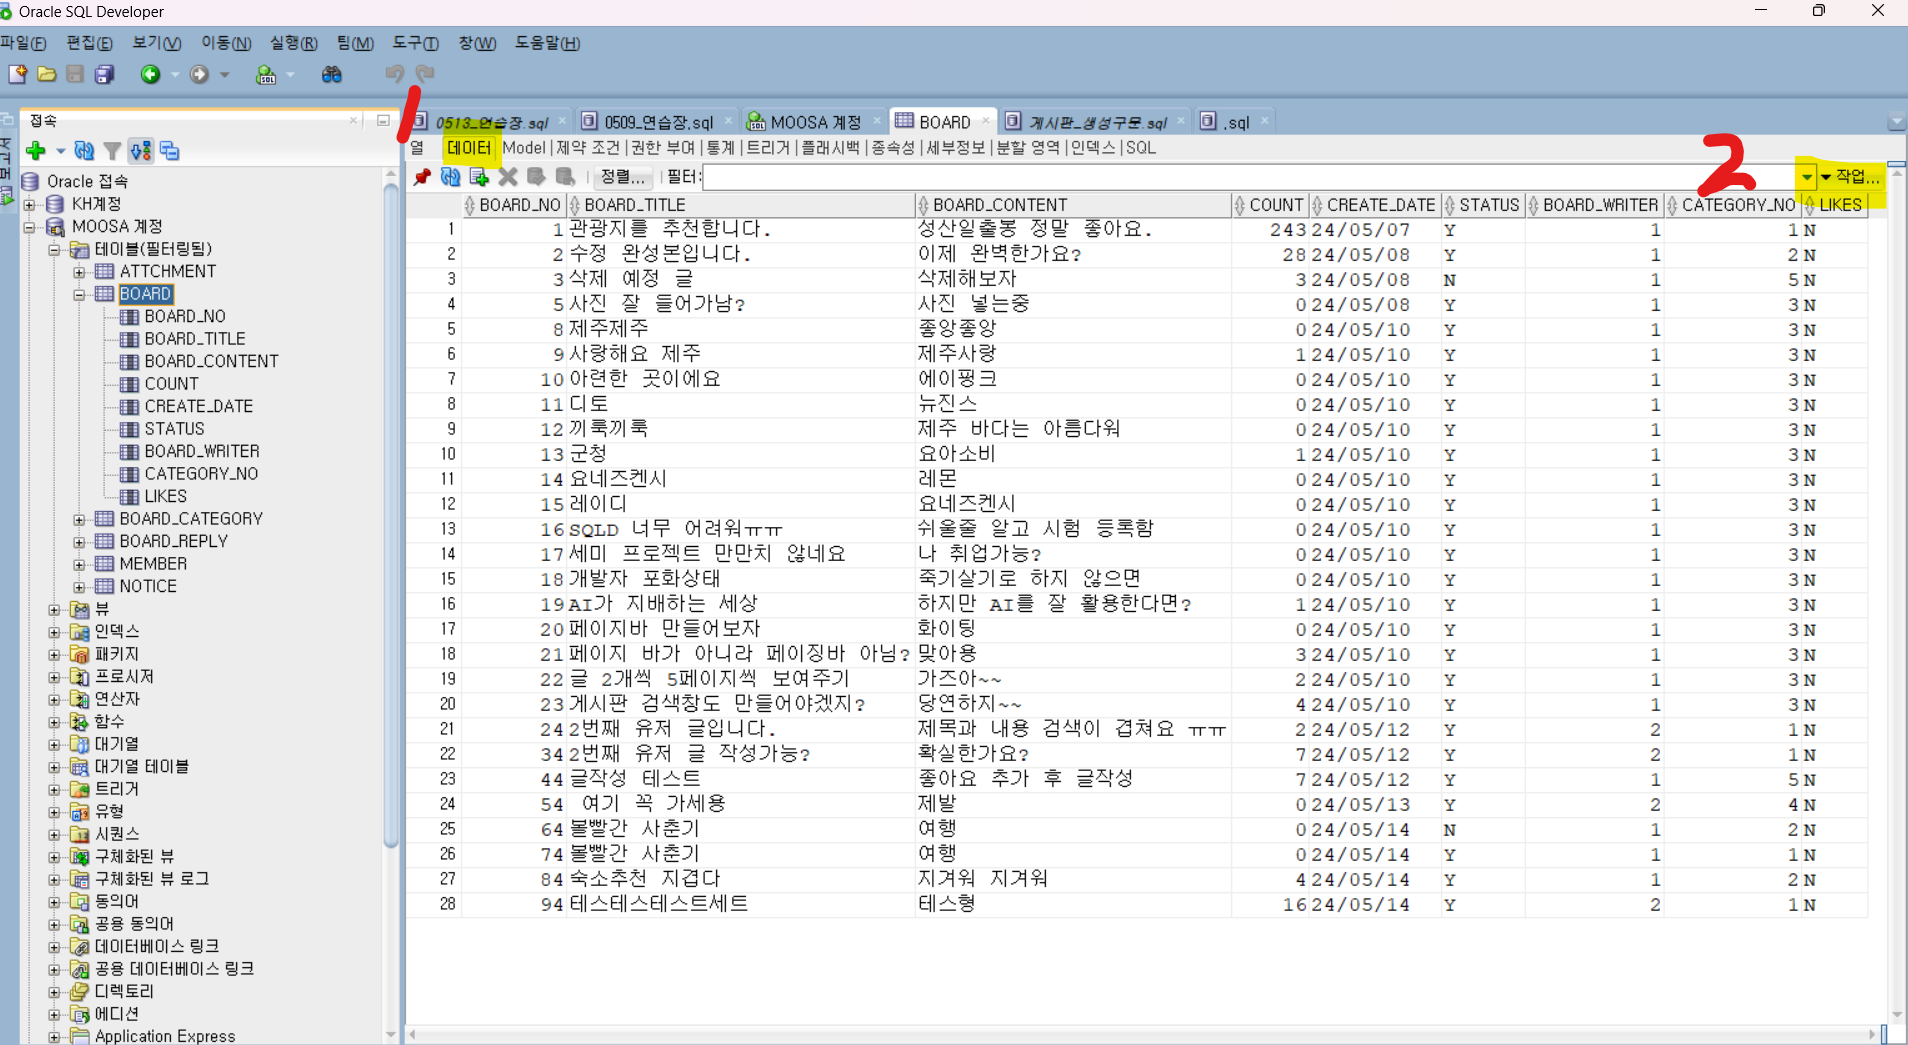 Oracle SQL Developer
파일(F) 편집(E) 보기(V) 이동(N) 실행(R) 팀(M) 도구(T) 창(W) 도움말(H)
접속
Oracle 접속
KH계정
MOOSA 계정
테이블(필터링됨)
ATTCHMENT
BOARD
BOARD_NO
BOARD_TITLE
BOARD_CONTENT
COUNT
CREATE_DATE
STATUS
BOARD_WRITER
CATEGORY_NO
LIKES
BOARD_CATEGORY
BOARD_REPLY
MEMBER
NOTICE
뷰
인덱스
패키지
프로시저
연산자
함수
대기열
대기열 테이블
트리거
유형
시퀀스
구체화된 뷰
구체화된 뷰 로그
동의어
공용 동의어
데이터베이스 링크
공용 데이터베이스 링크
디렉토리
에디션
Application Express
1
0513_연습장.sql 0509_연습장.sql MOOSA 계정 BOARD 게시판_생성구문.sql .sql
열 데이터 Model|제약 조건|권한 부여|통계|트리거|플래시백|종속성|세부정보|분할 영역|인덱스|SQL
2
정렬... 필터: 작업...
BOARD_NO BOARD_TITLE BOARD_CONTENT COUNT CREATE_DATE STATUS BOARD_WRITER CATEGORY_NO LIKES
1 1 관광지를 추천합니다. 성산일출봉 정말 좋아요. 243 24/05/07 Y 1 1 N
2 2 수정 완성본입니다. 이제 완벽한가요? 28 24/05/08 Y 1 2 N
3 3 삭제 예정 글 삭제해보자 3 24/05/08 N 1 5 N
4 5 사진 잘 들어가남? 사진 넣는중 0 24/05/08 Y 1 3 N
5 8 제주제주 좋앙좋앙 0 24/05/10 Y 1 3 N
6 9 사랑해요 제주 제주사랑 1 24/05/10 Y 1 3 N
7 10 아련한 곳이에요 에이핑크 0 24/05/10 Y 1 3 N
8 11 디토 뉴진스 0 24/05/10 Y 1 3 N
9 12 끼룩끼룩 제주 바다는 아름다워 0 24/05/10 Y 1 3 N
10 13 군청 요아소비 1 24/05/10 Y 1 3 N
11 14 요네즈켄시 레몬 0 24/05/10 Y 1 3 N
12 15 레이디 요네즈켄시 0 24/05/10 Y 1 3 N
13 16 SQLD 너무 어려워ㅠㅠ 쉬울줄 알고 시험 등록함 0 24/05/10 Y 1 3 N
14 17 세미 프로젝트 만만치 않네요 나 취업가능? 0 24/05/10 Y 1 3 N
15 18 개발자 포화상태 죽기살기로 하지 않으면 0 24/05/10 Y 1 3 N
16 19 AI가 지배하는 세상 하지만 AI를 잘 활용한다면? 1 24/05/10 Y 1 3 N
17 20 페이지바 만들어보자 화이팅 0 24/05/10 Y 1 3 N
18 21 페이지 바가 아니라 페이징바 아님? 맞아용 3 24/05/10 Y 1 3 N
19 22 글 2개씩 5페이지씩 보여주기 가즈아~~ 2 24/05/10 Y 1 3 N
20 23 게시판 검색창도 만들어야겠지? 당연하지~~ 4 24/05/10 Y 1 3 N
21 24 2번째 유저 글입니다. 제목과 내용 검색이 겹쳐요 ㅠㅠ 2 24/05/12 Y 2 1 N
22 34 2번째 유저 글 작성가능? 확실한가요? 7 24/05/12 Y 2 1 N
23 44 글작성 테스트 좋아요 추가 후 글작성 7 24/05/12 Y 1 5 N
24 54 여기 꼭 가세용 제발 0 24/05/13 Y 2 4 N
25 64 볼빨간 사춘기 여행 0 24/05/14 N 1 2 N
26 74 볼빨간 사춘기 여행 0 24/05/14 Y 1 1 N
27 84 숙소추천 지겹다 지겨워 지겨워 4 24/05/14 Y 1 2 N
28 94 테스테스테스트세트 테스형 16 24/05/14 Y 2 1 N